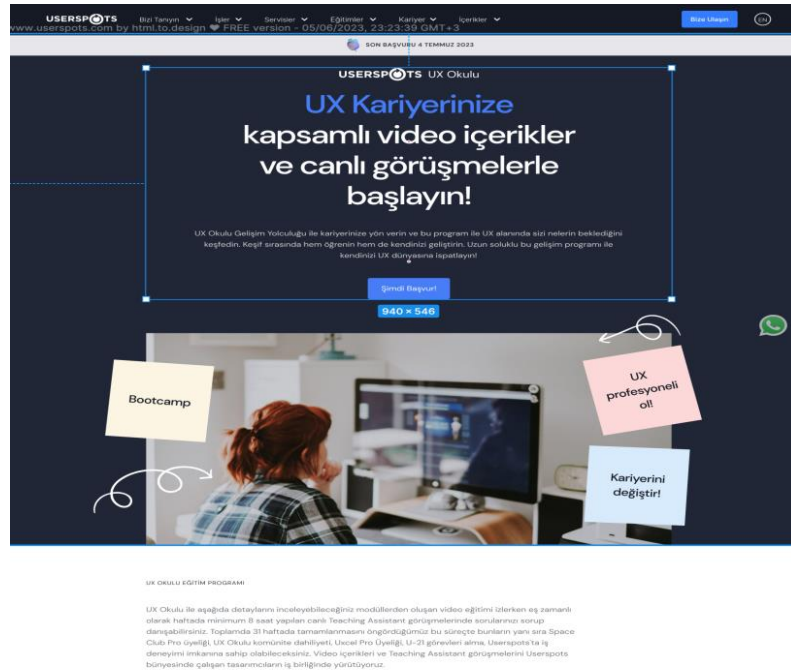 USERSPOTS Bizi Tanıyın İşler Servisler Eğitimler Kariyer İçerikler Bize Ulaşın EN
www.userspots.com by html.to.design ❤ FREE version - 05/06/2023, 23:23:39 GMT+3
SON BAŞVURU 4 TEMMUZ 2023
USERSPOTS UX Okulu
UX Kariyerinize
kapsamlı video içerikler
ve canlı görüşmelerle
başlayın!
UX Okulu Gelişim Yolculuğu ile kariyerinize yön verin ve bu program ile UX alanında sizi nelerin beklediğini
keşfedin. Keşif sırasında hem öğrenin hem de kendinizi geliştirin. Uzun soluklu bu gelişim programı ile
kendinizi UX dünyasına ispatlayın!
Şimdi Başvur!
940 × 546
Bootcamp
UX
profesyoneli
ol!
Kariyerini
değiştir!
UX OKULU EĞİTİM PROGRAMI
UX Okulu ile aşağıda detaylarını inceleyebileceğiniz modüllerden oluşan video eğitimi izlerken eş zamanlı
olarak haftada minimum 8 saat yapılan canlı Teaching Assistant görüşmelerinde sorularınızı sorup
danışabilirsiniz. Toplamda 31 haftada tamamlanmasını öngördüğümüz bu süreçte bunların yanı sıra Space
Club Pro üyeliği, UX Okulu komünite dahiliyeti, Uxcel Pro Üyeliği, U-21 görevleri alma, Userspots'ta iş
deneyimi imkanına sahip olabileceksiniz. Video içerikleri ve Teaching Assistant görüşmelerini Userspots
bünyesinde çalışan tasarımcıların iş birliğinde yürütüyoruz.